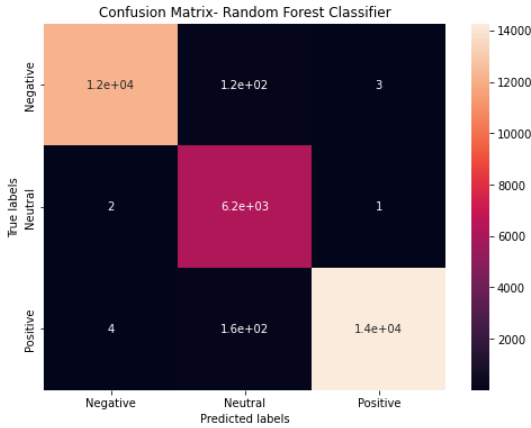 Confusion Matrix- Random Forest Classifier
Negative 1.2e+04 1.2e+02 3
Neutral 2 6.2e+03 1
Positive 4 1.6e+02 1.4e+04
True labels
Negative Neutral Positive
Predicted labels
14000
12000
10000
8000
6000
4000
2000